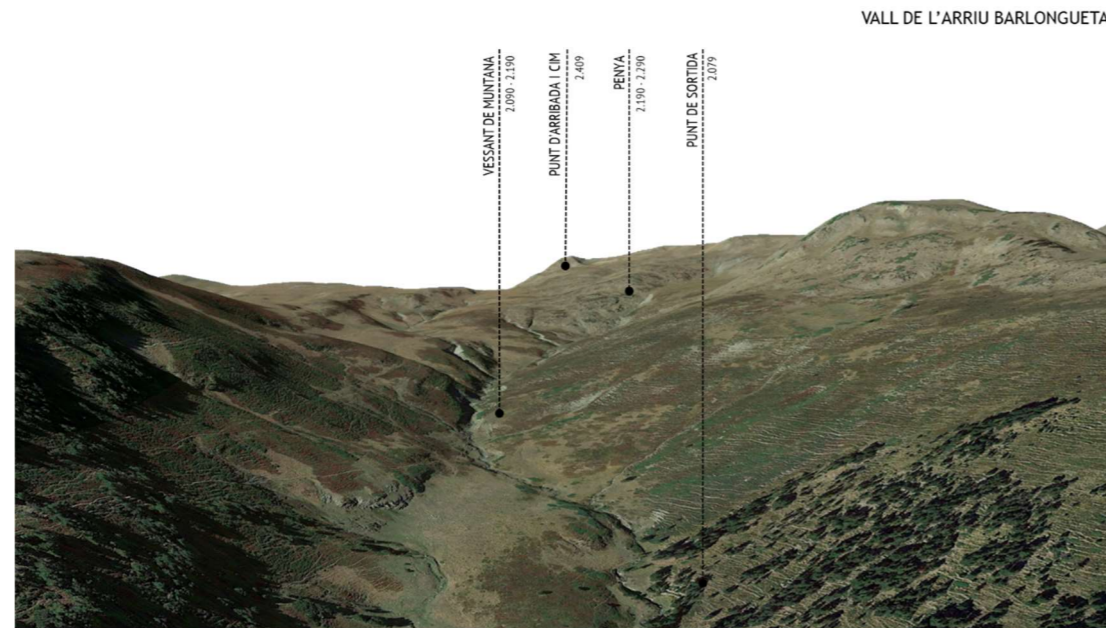 VALL DE L'ARRIU BARLONGUETA
VESSANT DE MUNTANA
2.090 - 2.190
PUNT D'ARRIBADA I CIM
2.409
PENYA
2.190 - 2.290
PUNT DE SORTIDA
2.079